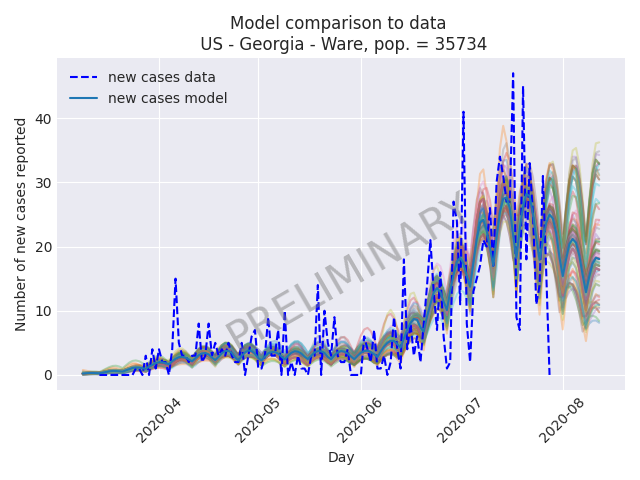 Model comparison to data
US - Georgia - Ware, pop. = 35734
new cases data
new cases model
Number of new cases reported
40
30
20
10
0
PRELIMINARY
2020-04
2020-05
2020-06
2020-07
2020-08
Day